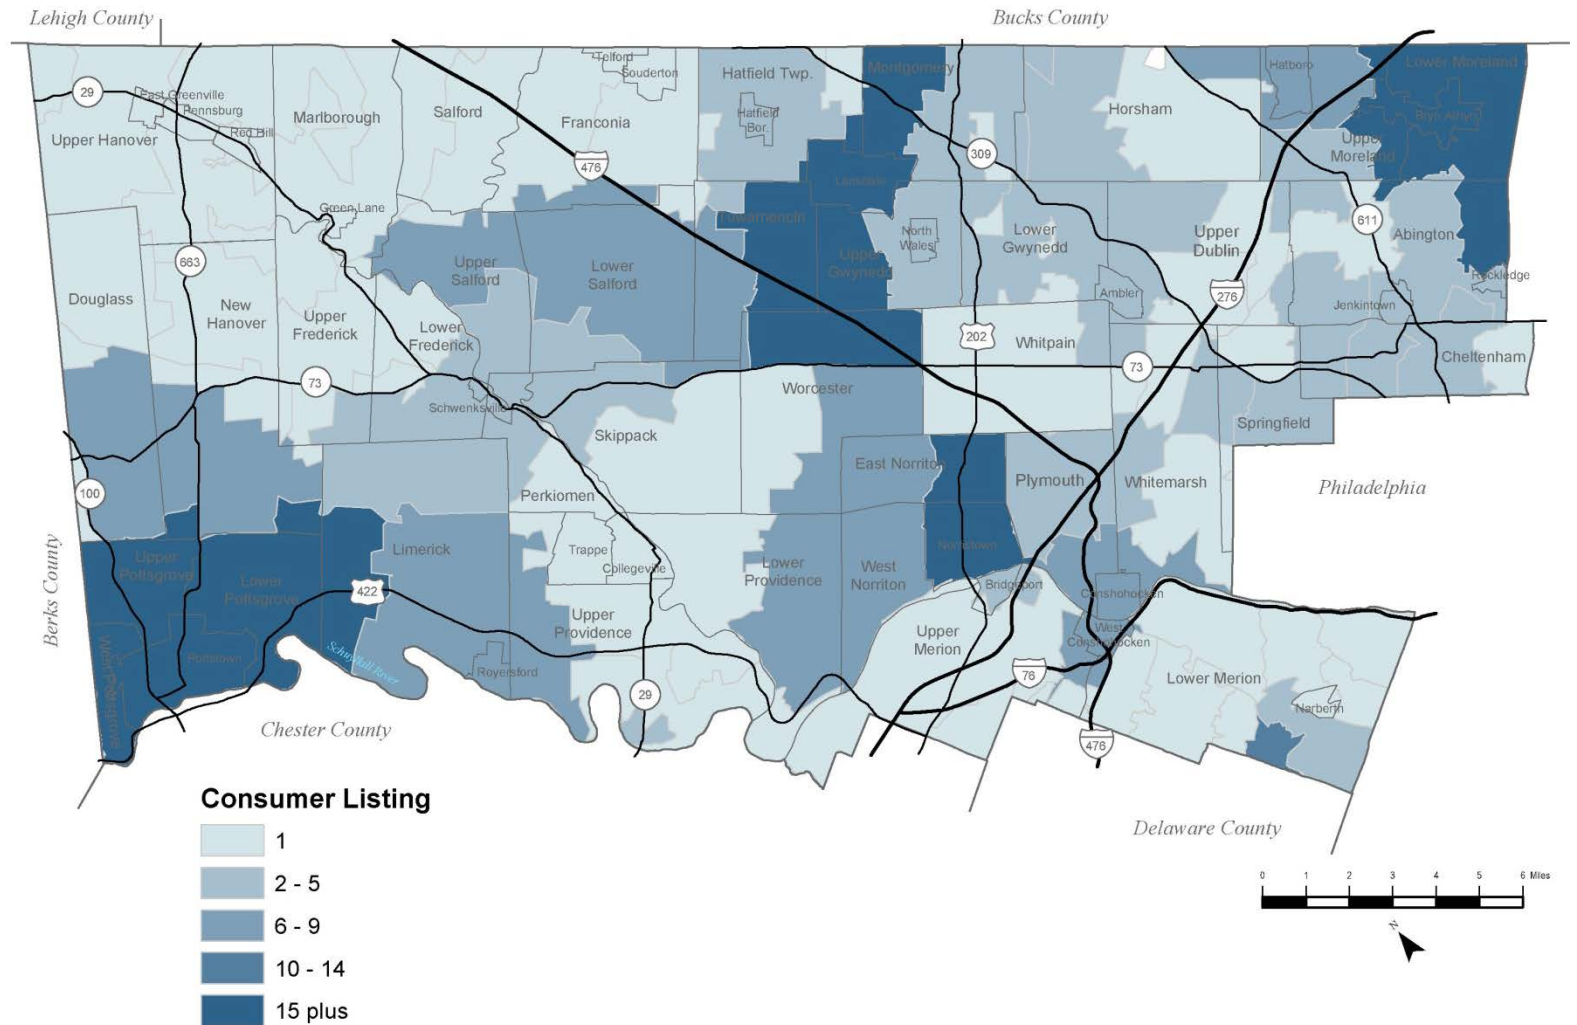 Lehigh County
Bucks County
Telford
Souderton
Hatfield Twp.
Montgomery
Hatboro
Lower Moreland
29
East Greenville
Pennsburg
Red Hill
Upper Hanover
Marlborough
Salford
Franconia
Hatfield
Bor.
Horsham
Bryn Athyn
476
309
Upper
Moreland
Lansdale
Green Lane
Towamencin
North
Wales
Lower
Gwynedd
Upper
Dublin
611
Abington
663
Upper
Salford
Lower
Salford
Upper
Gwynedd
Rockledge
Douglass
New
Hanover
Upper
Frederick
Lower
Frederick
Ambler
276
Jenkintown
202
Whitpain
73
Cheltenham
73
Worcester
Schwenksville
Skippack
Springfield
East Norriton
100
Perkiomen
Plymouth
Whitemarsh
Philadelphia
Berks County
Upper
Pottsgrove
Lower
Pottsgrove
Limerick
Trappe
Collegeville
Lower
Providence
West
Norriton
Norristown
Bridgeport
Conshohocken
422
Upper
Providence
Upper
Merion
West
Conshohocken
West Pottsgrove
Pottstown
Schuylkill River
Royersford
76
Lower Merion
29
Narberth
Chester County
476
Consumer Listing
1
2 - 5
6 - 9
10 - 14
15 plus
Delaware County
0 1 2 3 4 5 6 Miles
N